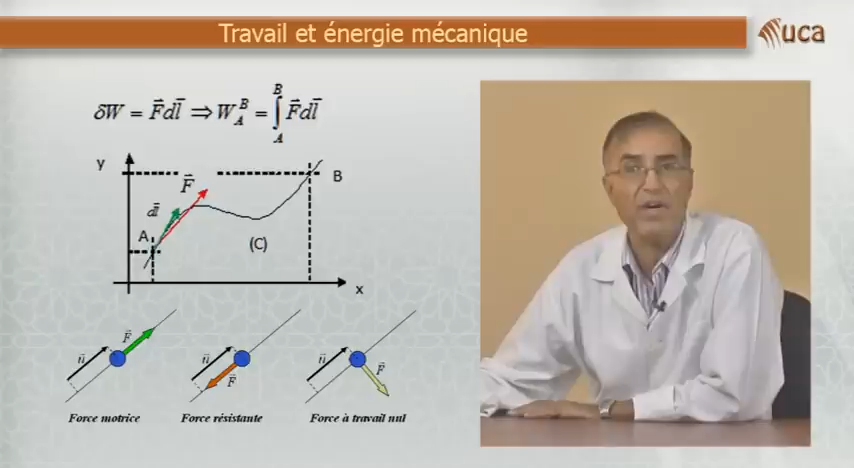 Travail et énergie mécanique
uca
δW = F⃗dl⃗ ⇒ W_A^B = ∫_A^B F⃗dl⃗
y
B
F⃗
dl⃗
A
(C)
x
n⃗ F⃗
n⃗ F⃗
n⃗ F⃗
Force motrice
Force résistante
Force à travail nul